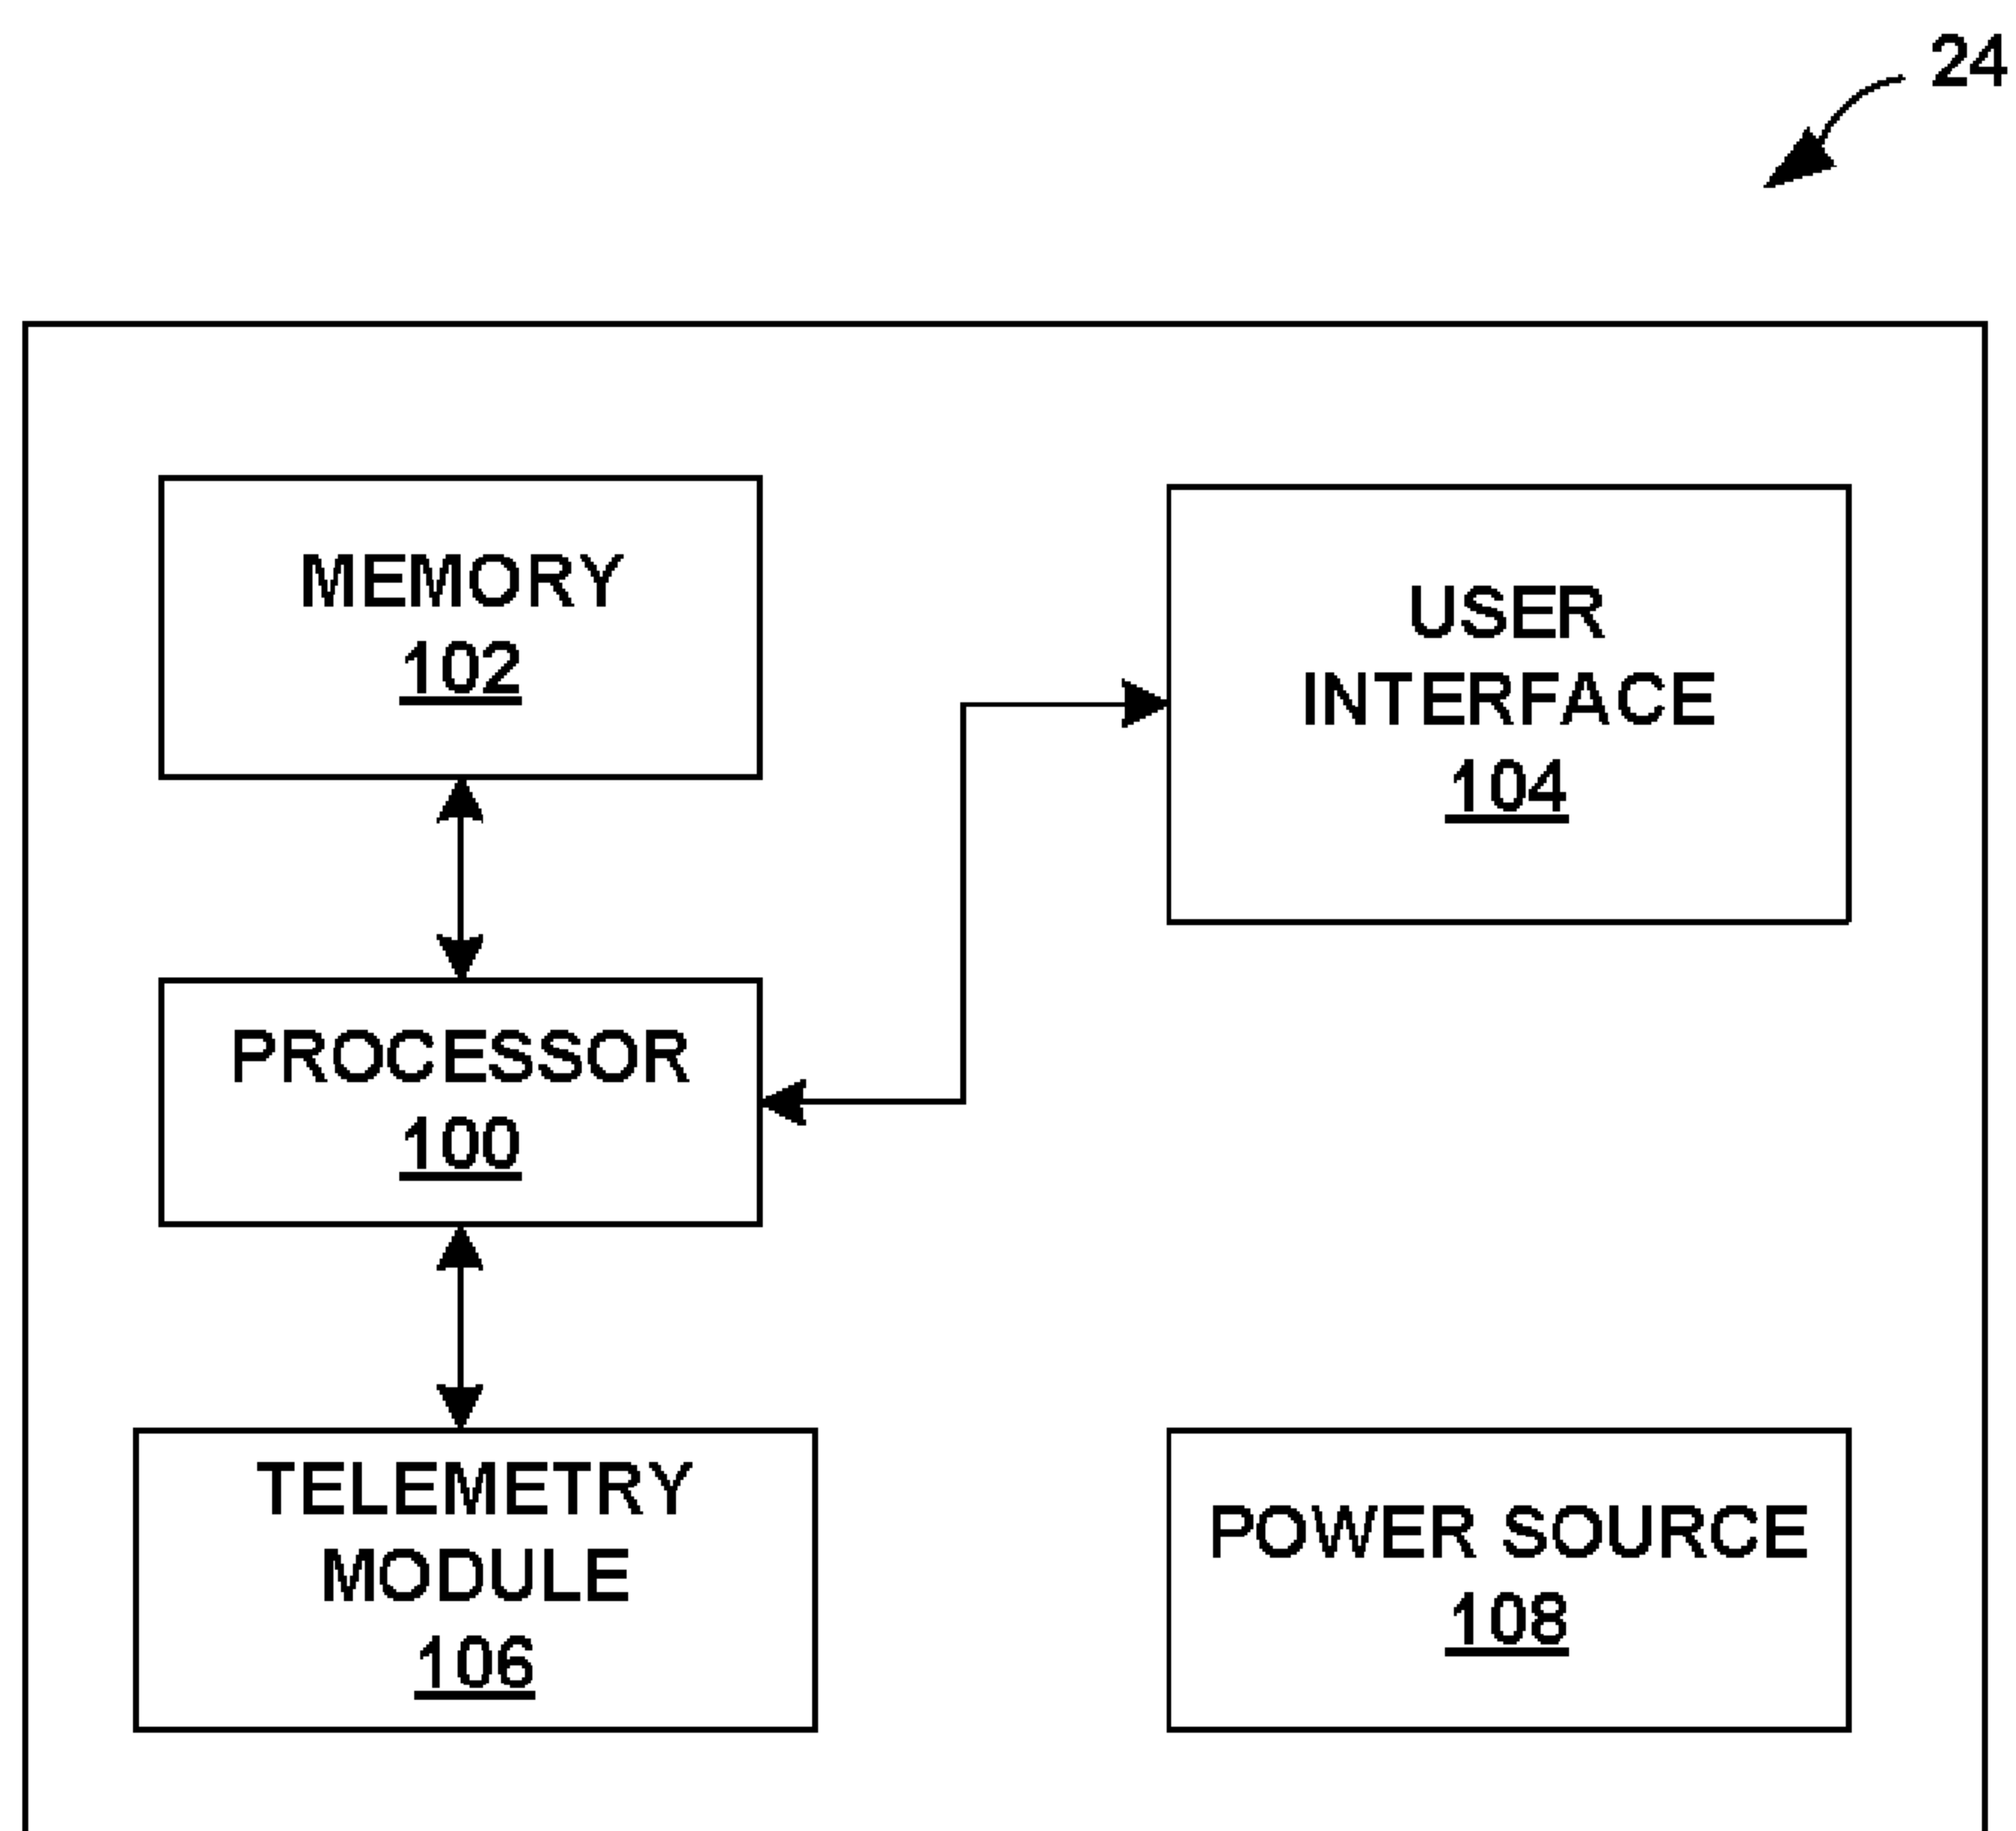 24
MEMORY
102
USER
INTERFACE
104
PROCESSOR
100
TELEMETRY
MODULE
106
POWER SOURCE
108